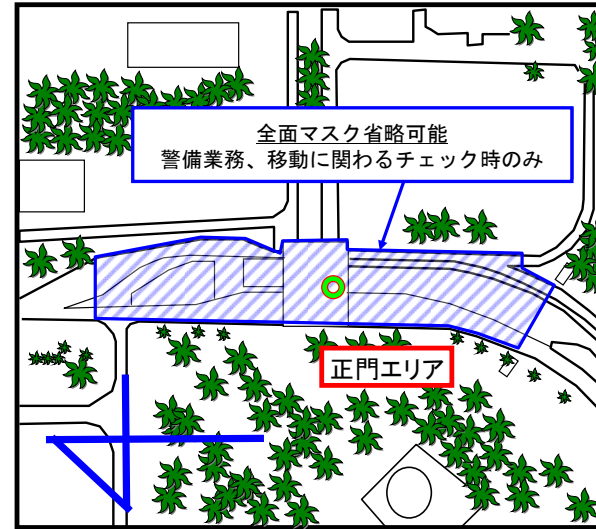 全面マスク省略可能
警備業務、移動に関わるチェック時のみ
正門エリア